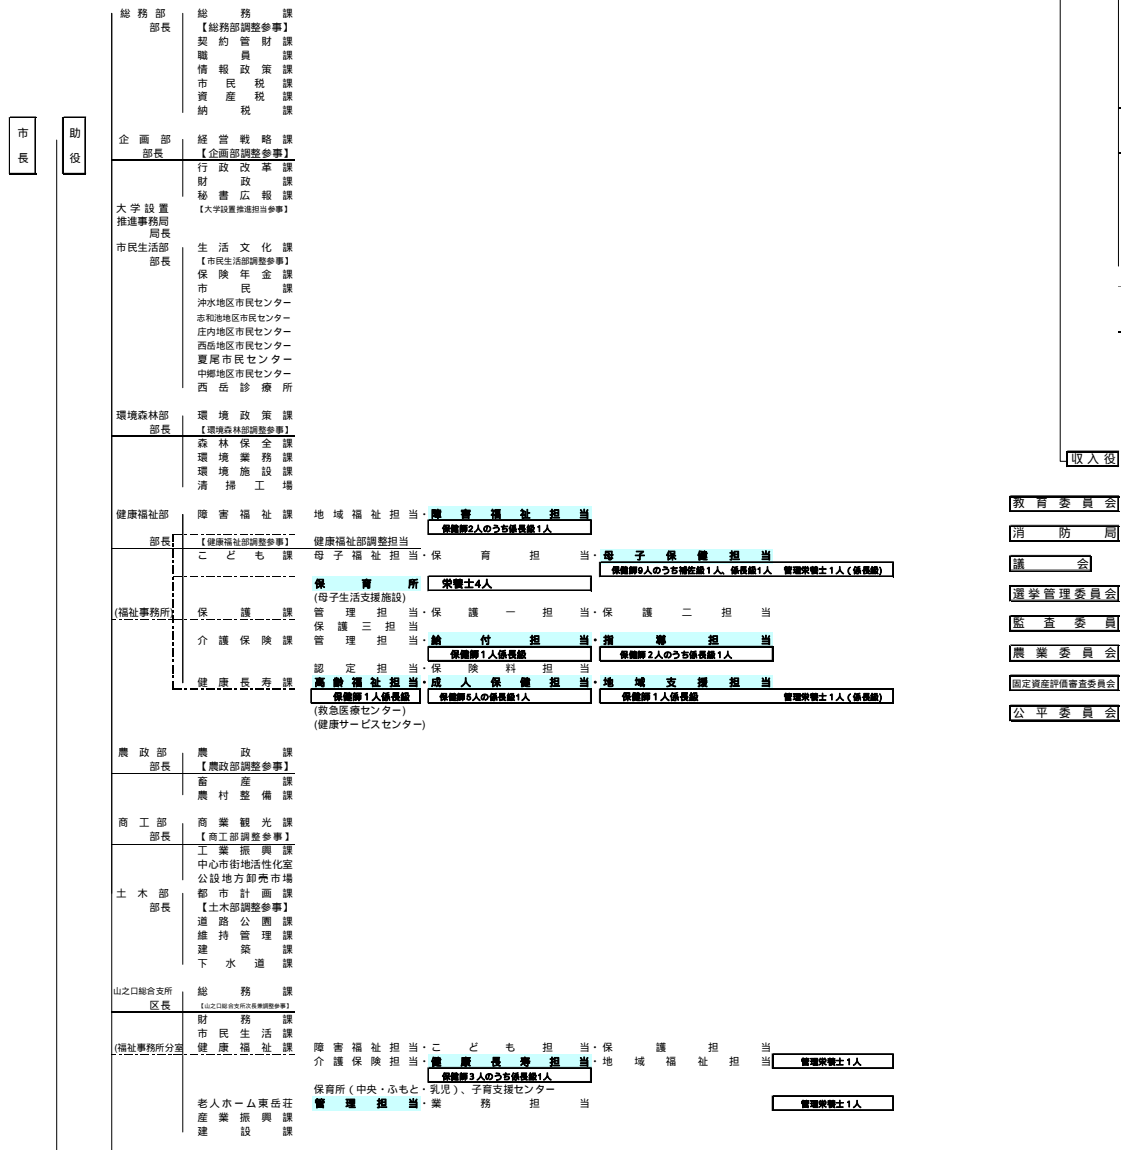 総務部 総務課
部長 【総務部調整参事】
契約管財課
職員課
情報政策課
市民税課
資産税課
納税課
市長 助役
企画部 経営戦略課
部長 【企画部調整参事】
行政改革課
財政課
秘書広報課
大学設置 【大学設置推進担当参事】
推進事務局
局長
市民生活部 生活文化課
部長 【市民生活部調整参事】
保険年金課
市民課
沖水地区市民センター
志和池地区市民センター
庄内地区市民センター
西岳地区市民センター
夏尾市民センター
中郷地区市民センター
西岳診療所
環境森林部 環境政策課
部長 【環境森林部調整参事】
森林保全課
環境業務課
環境施設課
清掃工場
収入役
教育委員会
消防局
議会
選挙管理委員会
監査委員
農業委員会
固定資産評価審査委員会
公平委員会
健康福祉部 障害福祉課 地域福祉担当・障害福祉担当
保健師2人のうち係長級1人
部長 【健康福祉部調整参事】 健康福祉部調整担当
こども課 母子福祉担当・保育担当・母子保健担当
保健師9人のうち補佐級1人、係長級1人 管理栄養士1人(係長級)
保育所 栄養士4人
(母子生活支援施設)
(福祉事務所) 保護課 管理担当・保護一担当・保護二担当
保護三担当
介護保険課 管理担当・給付担当・指導担当
保健師1人係長級 保健師2人のうち係長級1人
認定担当・保険料担当
健康長寿課 高齢福祉担当・成人保健担当・地域支援担当
保健師1人係長級 保健師5人の係長級1人 保健師1人係長級 管理栄養士1人(係長級)
(救急医療センター)
(健康サービスセンター)
農政部 農政課
部長 【農政部調整参事】
畜産課
農村整備課
商工部 商業観光課
部長 【商工部調整参事】
工業振興課
中心市街地活性化室
公設地方卸売市場
土木部 都市計画課
部長 【土木部調整参事】
道路公園課
維持管理課
建築課
下水道課
山之口総合支所 総務課
区長 【山之口総合支所次長兼調整参事】
財務課
市民生活課
(福祉事務所分室 健康福祉課 障害福祉担当・こども担当・保護担当
介護保険担当・健康長寿担当・地域福祉担当 管理栄養士1人
保健師3人のうち係長級1人
保育所(中央・ふもと・乳児)、子育支援センター
老人ホーム東岳荘 管理担当・業務担当 管理栄養士1人
産業振興課
建設課